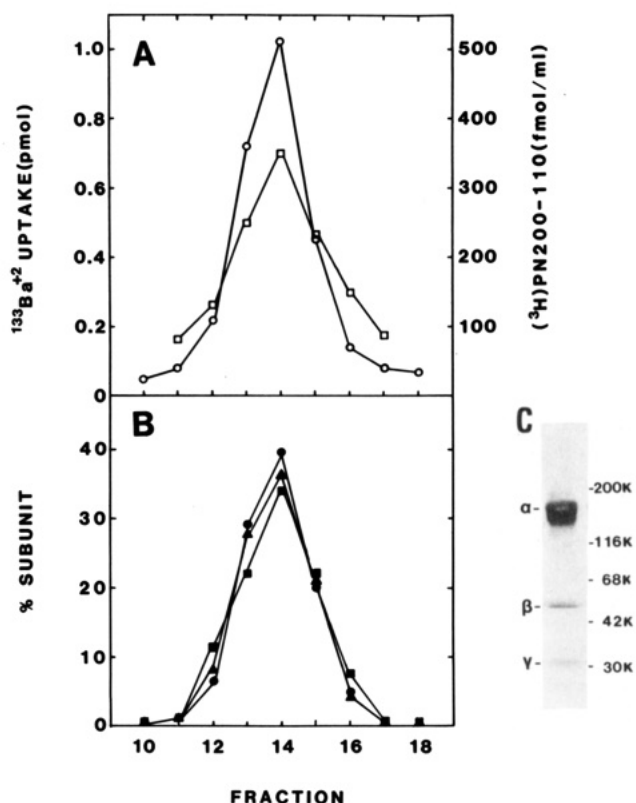 A
1.0
0.8
0.6
0.4
0.2
0
¹³³Ba⁺² UPTAKE(pmol)
500
400
300
200
100
(³H)PN200-110(fmol/ml)
B
40
30
20
10
0
% SUBUNIT
10 12 14 16 18
FRACTION
C
α-
β-
γ-
-200K
-116K
-68K
-42K
-30K